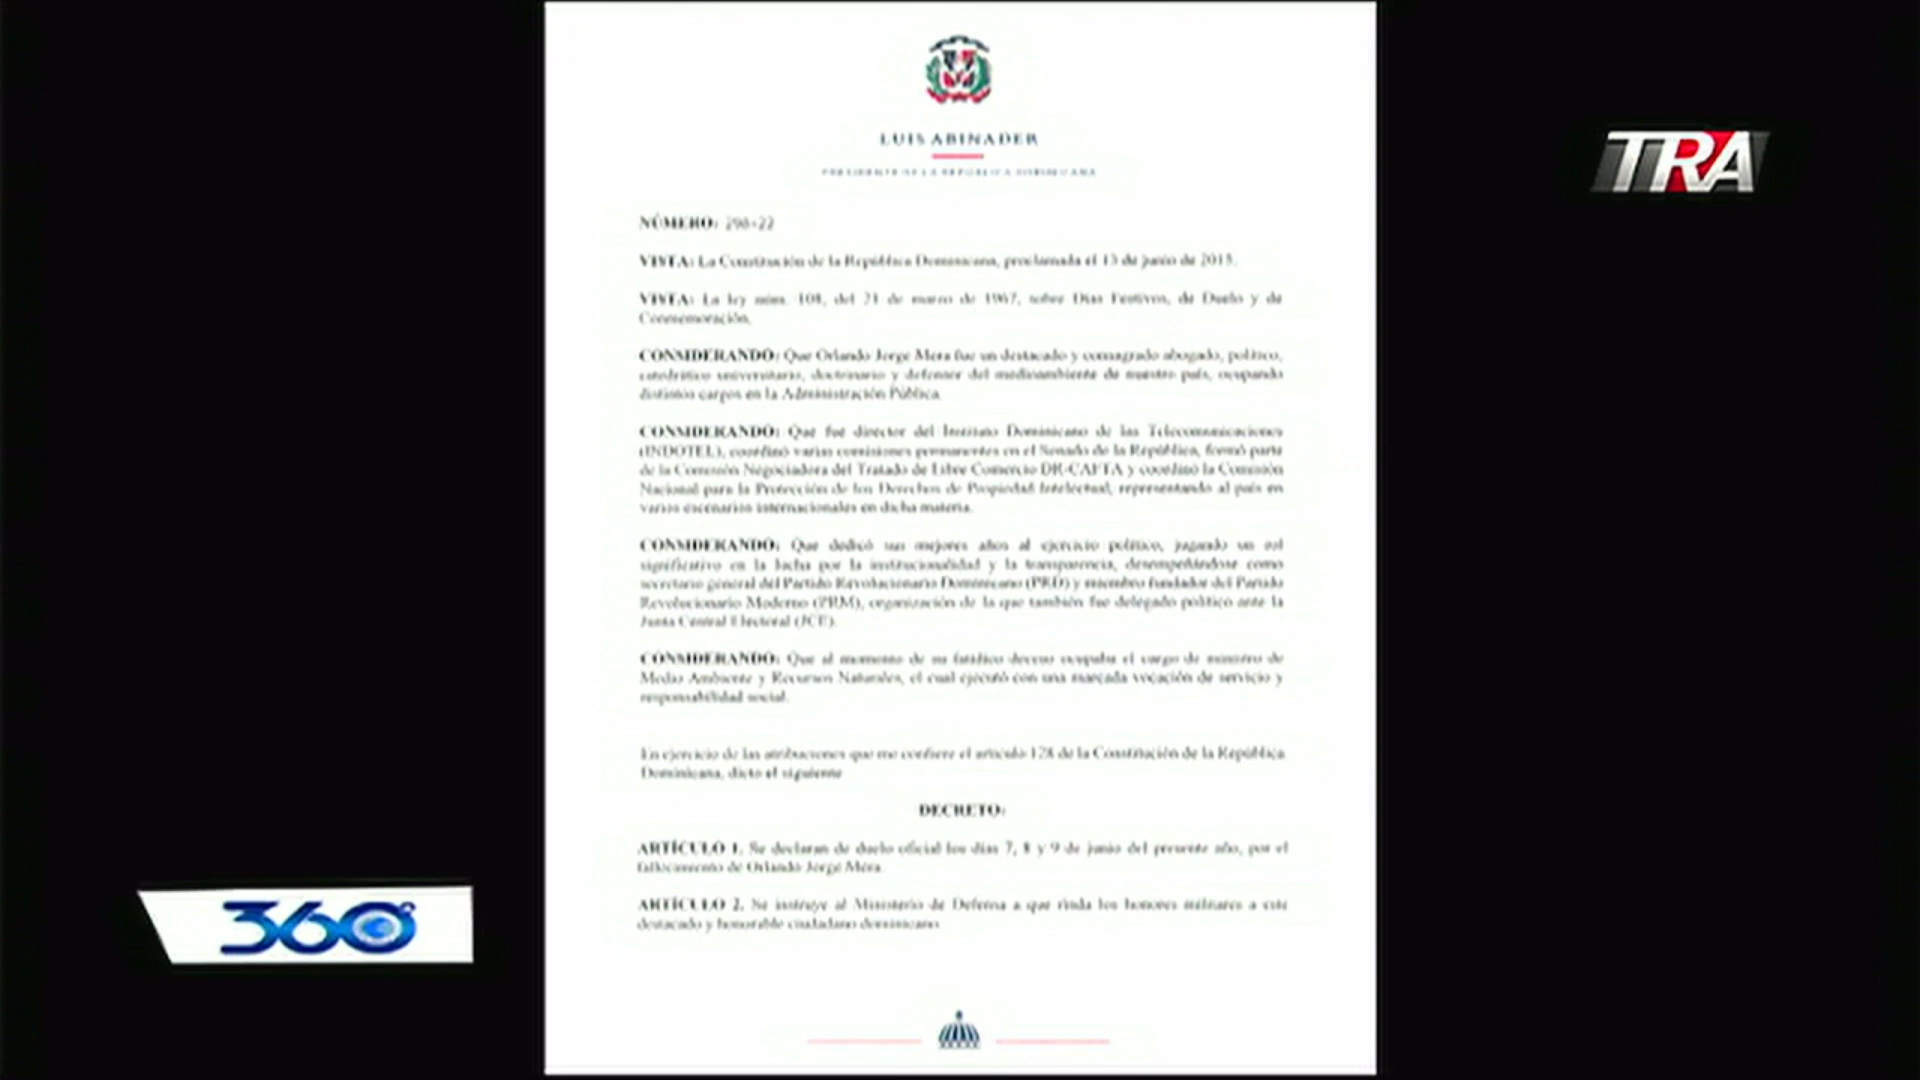 LUIS ABINADER
PRESIDENTE DE LA REPÚBLICA DOMINICANA
TRA
NÚMERO: 298-22
VISTA: La Constitución de la República Dominicana, proclamada el 13 de junio de 2015.
VISTA: La ley núm. 108, del 21 de marzo de 1967, sobre Días Festivos, de Duelo y de
Conmemoración.
CONSIDERANDO: Que Orlando Jorge Mera fue un destacado y consagrado abogado, político,
catedrático universitario, doctrinario y defensor del medioambiente de nuestro país, ocupando
distintos cargos en la Administración Pública.
CONSIDERANDO: Que fue director del Instituto Dominicano de las Telecomunicaciones
(INDOTEL), coordinó varias comisiones permanentes en el Senado de la República, formó parte
de la Comisión Negociadora del Tratado de Libre Comercio DR-CAFTA y coordinó la Comisión
Nacional para la Protección de los Derechos de Propiedad Intelectual, representando al país en
varios escenarios internacionales en dicha materia.
CONSIDERANDO: Que dedicó sus mejores años al ejercicio político, jugando un rol
significativo en la lucha por la institucionalidad y la transparencia, desempeñándose como
secretario general del Partido Revolucionario Dominicano (PRD) y miembro fundador del Partido
Revolucionario Moderno (PRM), organización de la que también fue delegado político ante la
Junta Central Electoral (JCE).
CONSIDERANDO: Que al momento de su fatídico deceso ocupaba el cargo de ministro de
Medio Ambiente y Recursos Naturales, el cual ejecutó con una marcada vocación de servicio y
responsabilidad social.
En ejercicio de las atribuciones que me confiere el artículo 128 de la Constitución de la República
Dominicana, dicto el siguiente
DECRETO:
ARTÍCULO 1. Se declaran de duelo oficial los días 7, 8 y 9 de junio del presente año, por el
fallecimiento de Orlando Jorge Mera.
ARTÍCULO 2. Se instruye al Ministerio de Defensa a que rinda los honores militares a este
destacado y honorable ciudadano dominicano.
360°